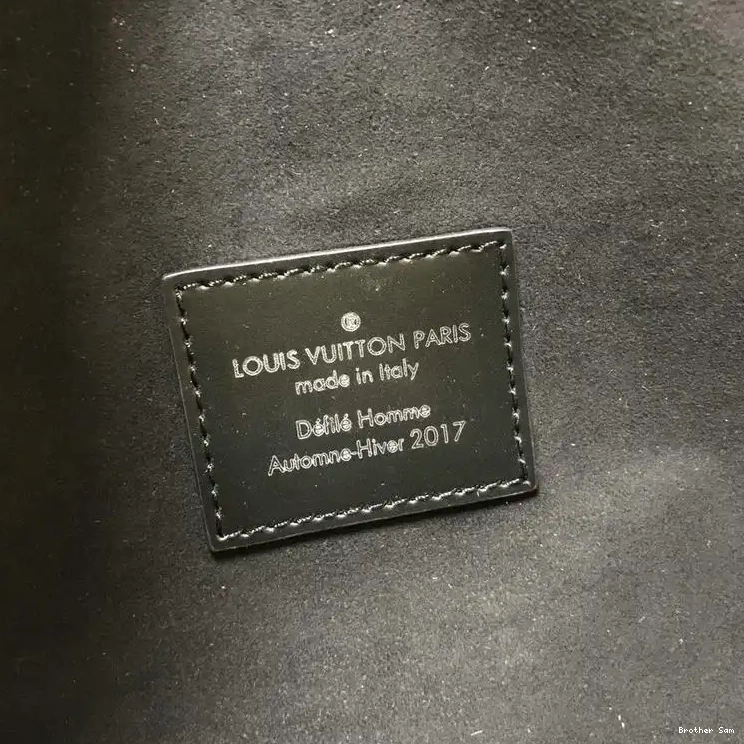 LOUIS VUITTON PARIS
made in Italy
Défilé Homme
Automne-Hiver 2017
Brother Sam